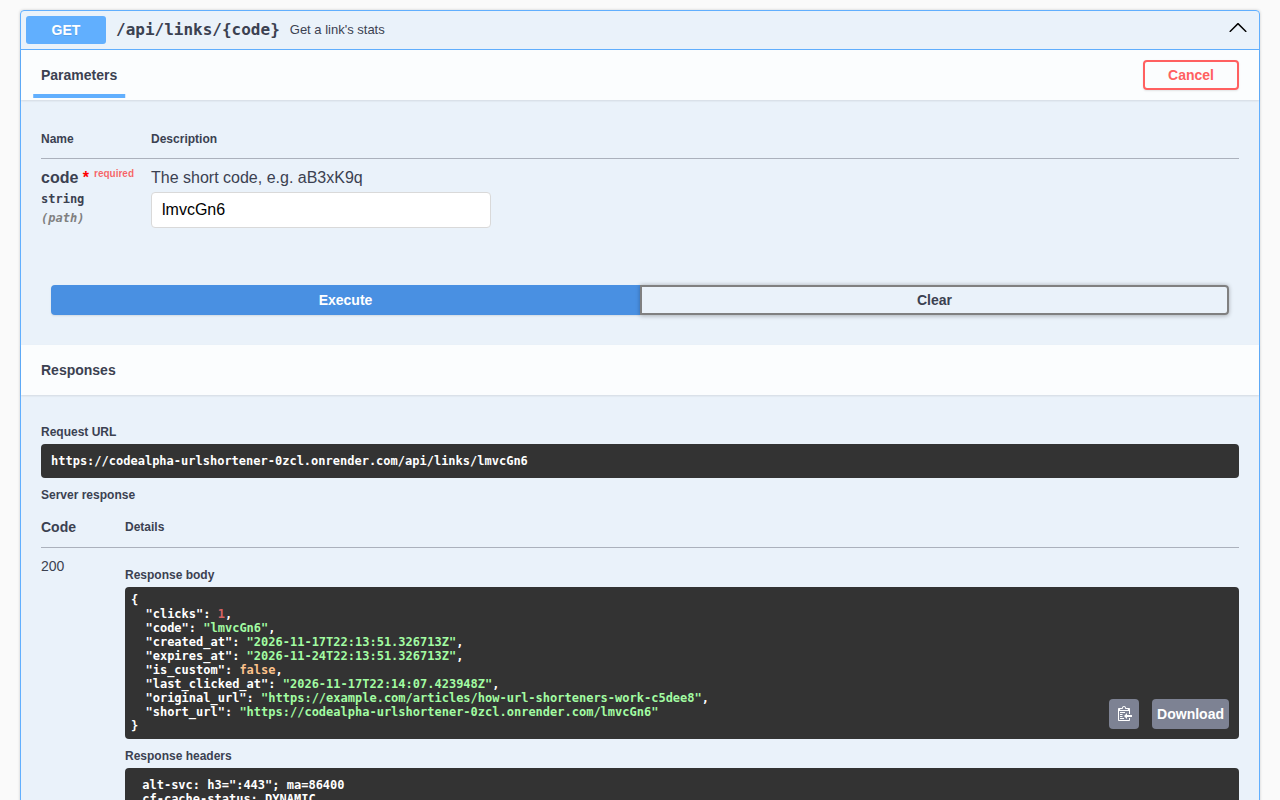 GET /api/links/{code} Get a link's stats
Parameters
Cancel
Name Description
code * required
The short code, e.g. aB3xK9q
string
(path)
lmvcGn6
Execute
Clear
Responses
Request URL
https://codealpha-urlshortener-0zcl.onrender.com/api/links/lmvcGn6
Server response
Code Details
200
Response body
{
  "clicks": 1,
  "code": "lmvcGn6",
  "created_at": "2026-11-17T22:13:51.326713Z",
  "expires_at": "2026-11-24T22:13:51.326713Z",
  "is_custom": false,
  "last_clicked_at": "2026-11-17T22:14:07.423948Z",
  "original_url": "https://example.com/articles/how-url-shorteners-work-c5dee8",
  "short_url": "https://codealpha-urlshortener-0zcl.onrender.com/lmvcGn6"
}
Download
Response headers
alt-svc: h3=":443"; ma=86400
cf-cache-status: DYNAMIC